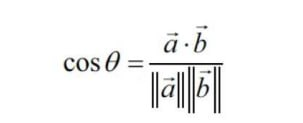 cos θ = (a⃗ · b⃗) / (‖a⃗‖ ‖b⃗‖)